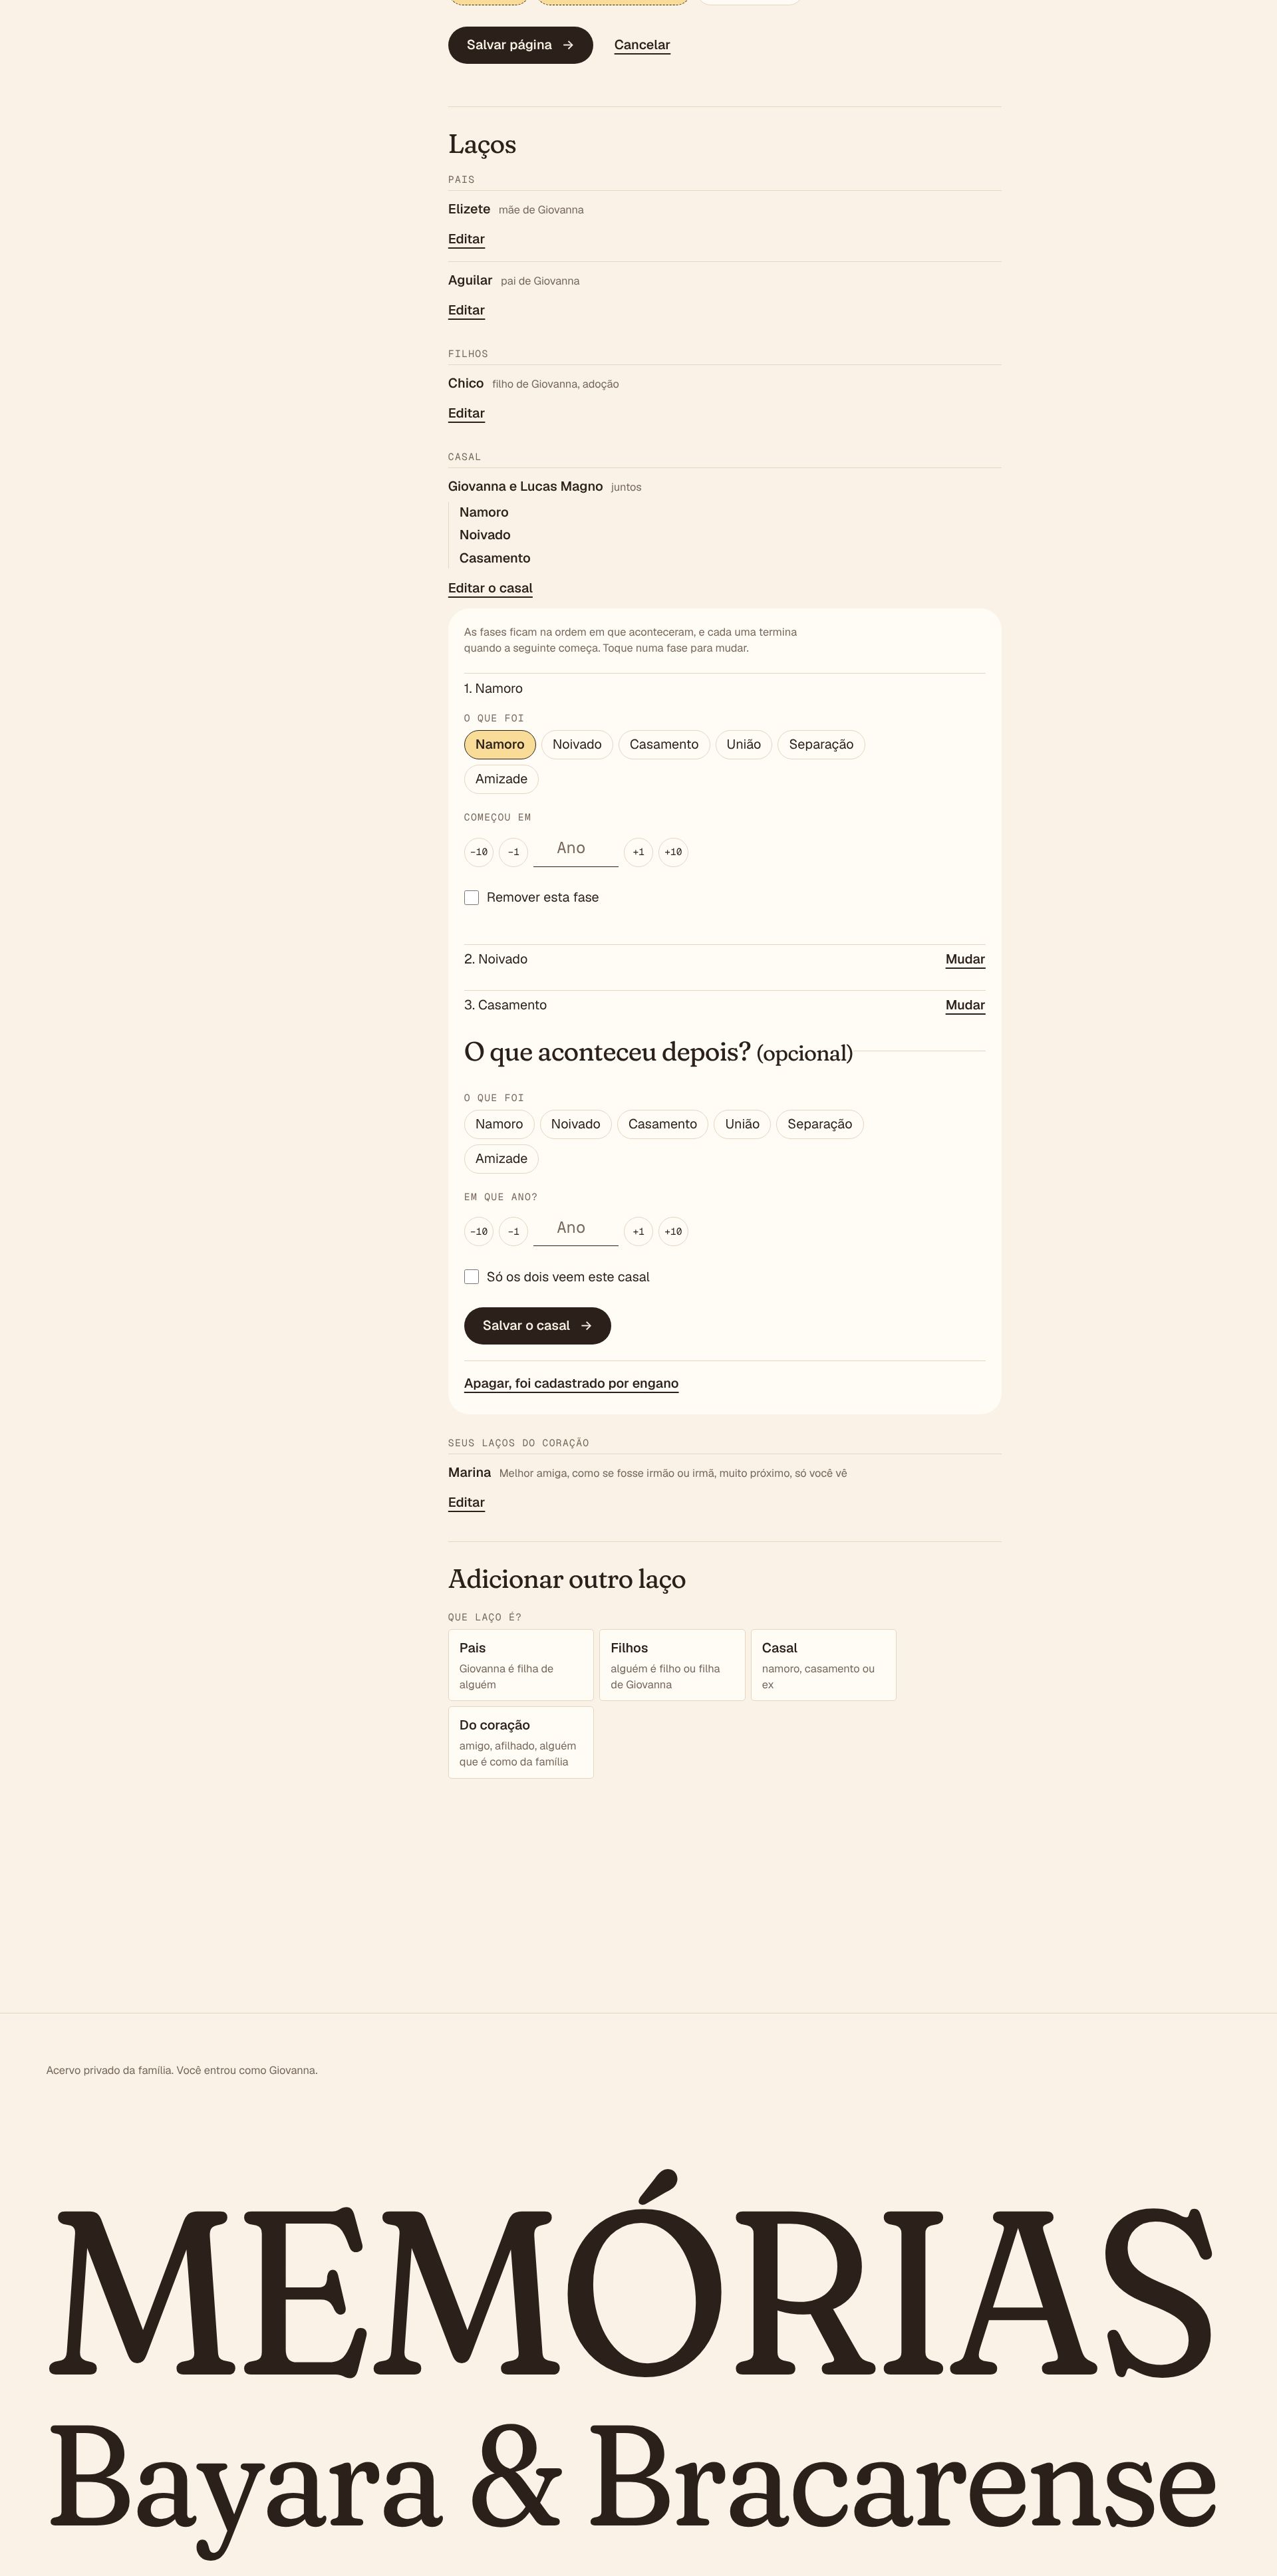 Salvar página →
Cancelar
Laços
PAIS
Elizete mãe de Giovanna
Editar
Aguilar pai de Giovanna
Editar
FILHOS
Chico filho de Giovanna, adoção
Editar
CASAL
Giovanna e Lucas Magno juntos
Namoro
Noivado
Casamento
Editar o casal
As fases ficam na ordem em que aconteceram, e cada uma termina
quando a seguinte começa. Toque numa fase para mudar.
1. Namoro
O QUE FOI
Namoro Noivado Casamento União Separação
Amizade
COMEÇOU EM
−10 −1 Ano +1 +10
Remover esta fase
2. Noivado Mudar
3. Casamento Mudar
O que aconteceu depois? (opcional)
O QUE FOI
Namoro Noivado Casamento União Separação
Amizade
EM QUE ANO?
−10 −1 Ano +1 +10
Só os dois veem este casal
Salvar o casal →
Apagar, foi cadastrado por engano
SEUS LAÇOS DO CORAÇÃO
Marina Melhor amiga, como se fosse irmão ou irmã, muito próximo, só você vê
Editar
Adicionar outro laço
QUE LAÇO É?
Pais
Giovanna é filha de
alguém
Filhos
alguém é filho ou filha
de Giovanna
Casal
namoro, casamento ou
ex
Do coração
amigo, afilhado, alguém
que é como da família
Acervo privado da família. Você entrou como Giovanna.
MEMÓRIAS
Bayara & Bracarense